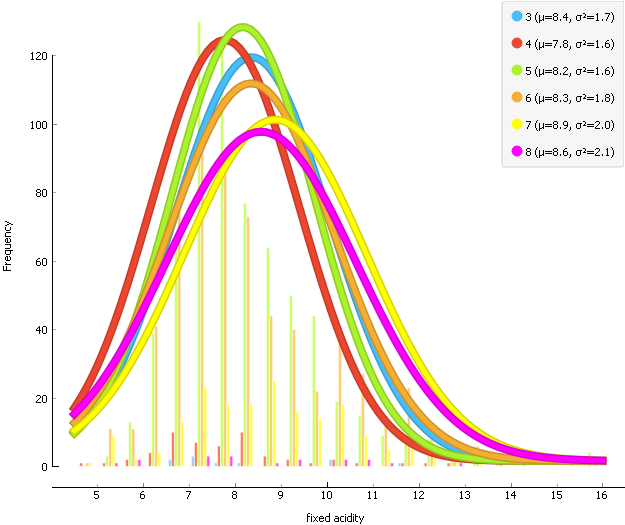 3 (μ=8.4, σ²=1.7)
4 (μ=7.8, σ²=1.6)
5 (μ=8.2, σ²=1.6)
6 (μ=8.3, σ²=1.8)
7 (μ=8.9, σ²=2.0)
8 (μ=8.6, σ²=2.1)
120
100
80
60
40
20
0
Frequency
5 6 7 8 9 10 11 12 13 14 15 16
fixed acidity